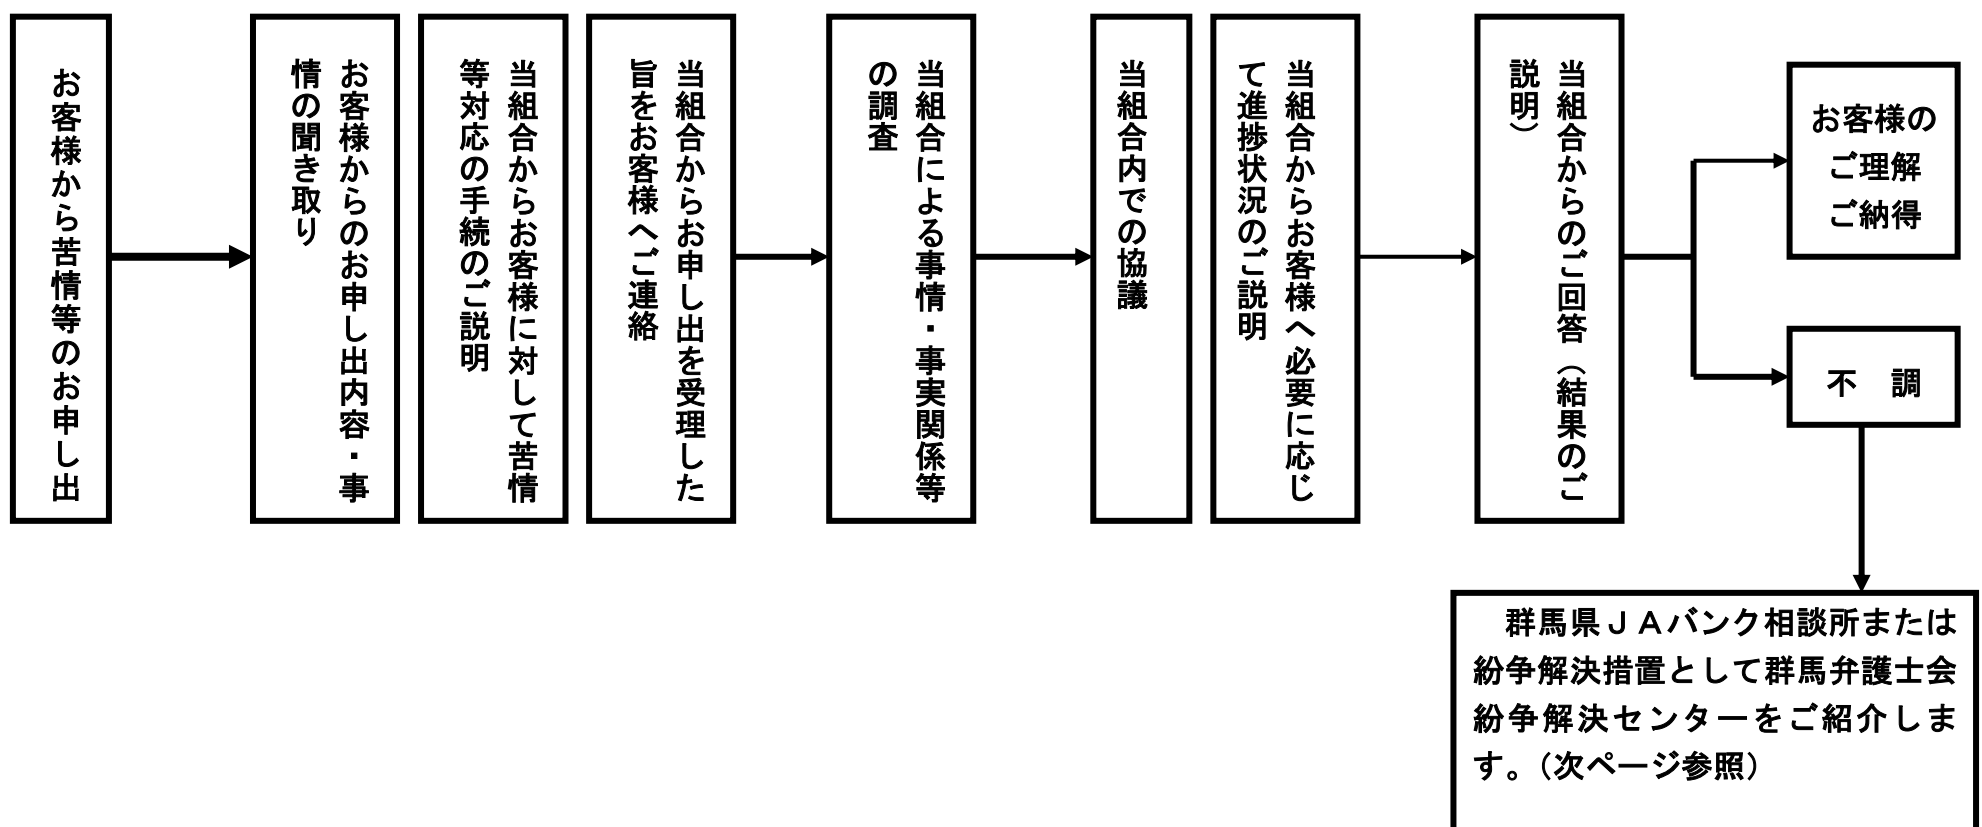 お客様から苦情等のお申し出
お客様からのお申し出内容・事
情の聞き取り
当組合からお客様に対して苦情
等対応の手続のご説明
当組合からお申し出を受理した
旨をお客様へご連絡
当組合による事情・事実関係等
の調査
当組合内での協議
当組合からお客様へ必要に応じ
て進捗状況のご説明
当組合からのご回答（結果のご
説明）
お客様の
ご理解
ご納得
不　調
群馬県ＪＡバンク相談所または
紛争解決措置として群馬弁護士会
紛争解決センターをご紹介しま
す。（次ページ参照）